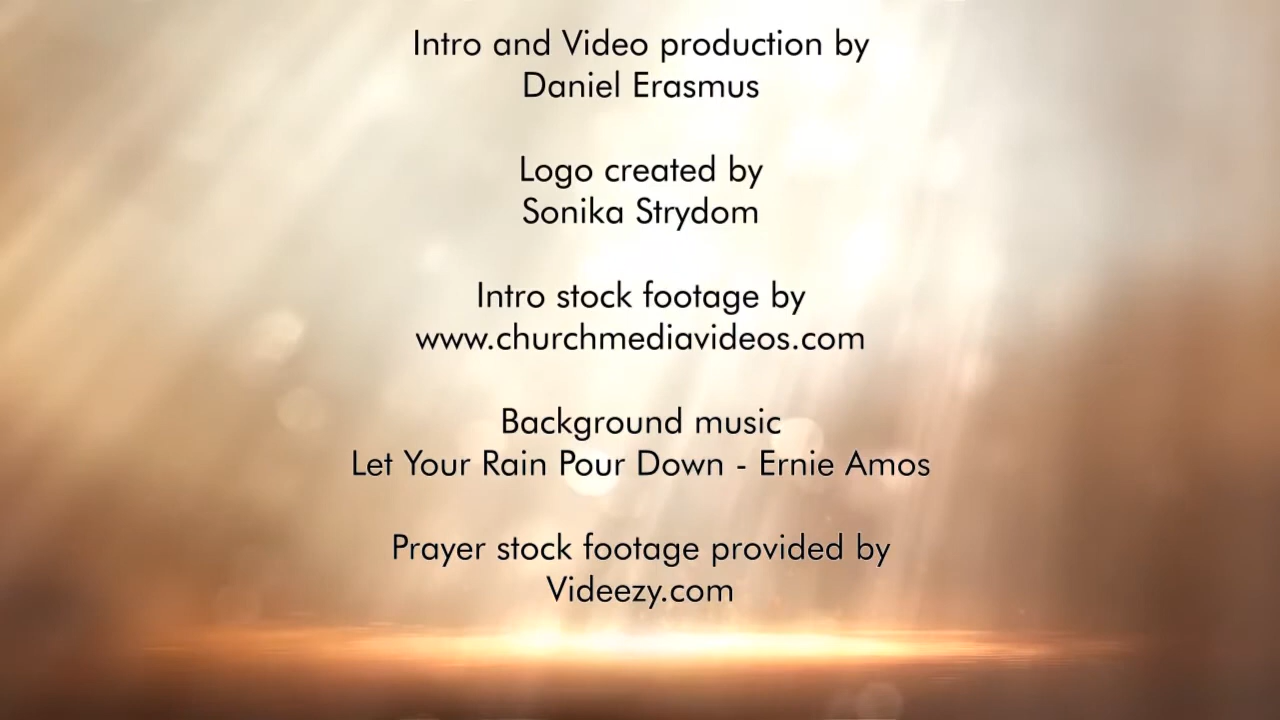 Intro and Video production by
Daniel Erasmus
Logo created by
Sonika Strydom
Intro stock footage by
www.churchmediavideos.com
Background music
Let Your Rain Pour Down - Ernie Amos
Prayer stock footage provided by
Videezy.com